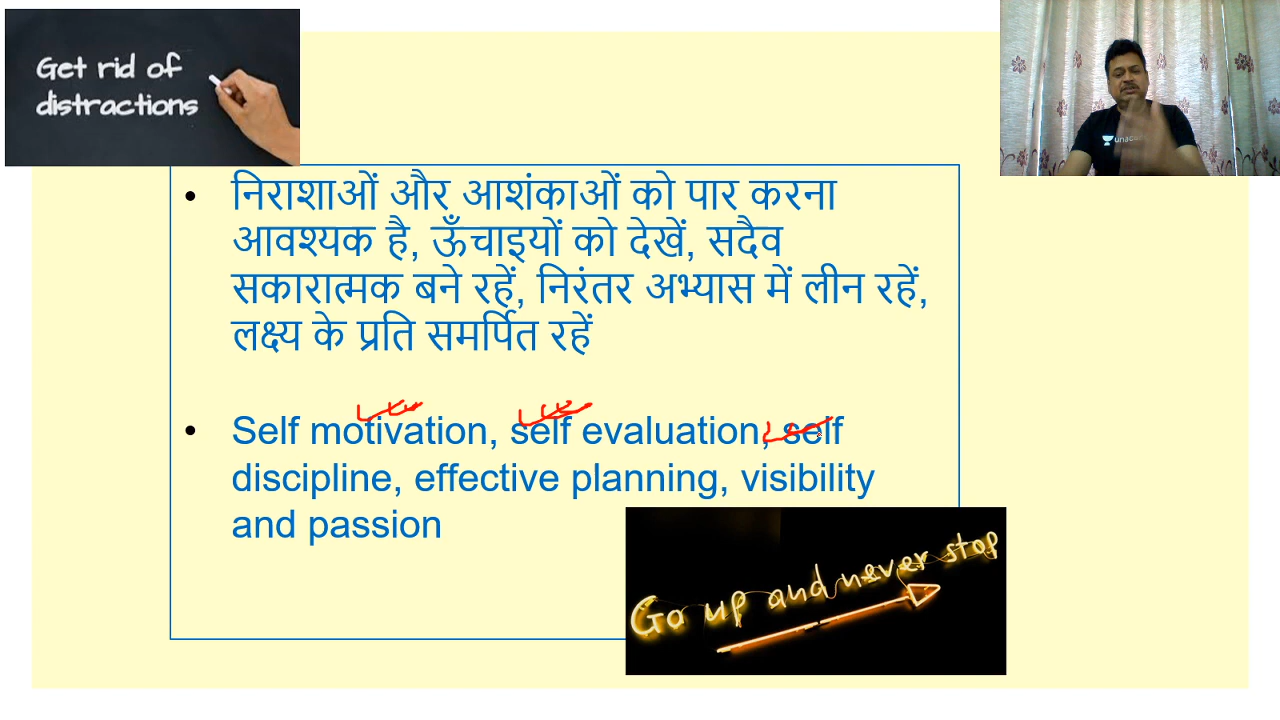 Get rid of
distractions
निराशाओं और आशंकाओं को पार करना
आवश्यक है, ऊँचाइयों को देखें, सदैव
सकारात्मक बने रहें, निरंतर अभ्यास में लीन रहें,
लक्ष्य के प्रति समर्पित रहें
Self motivation, self evaluation, self
discipline, effective planning, visibility
and passion
Go up and never stop